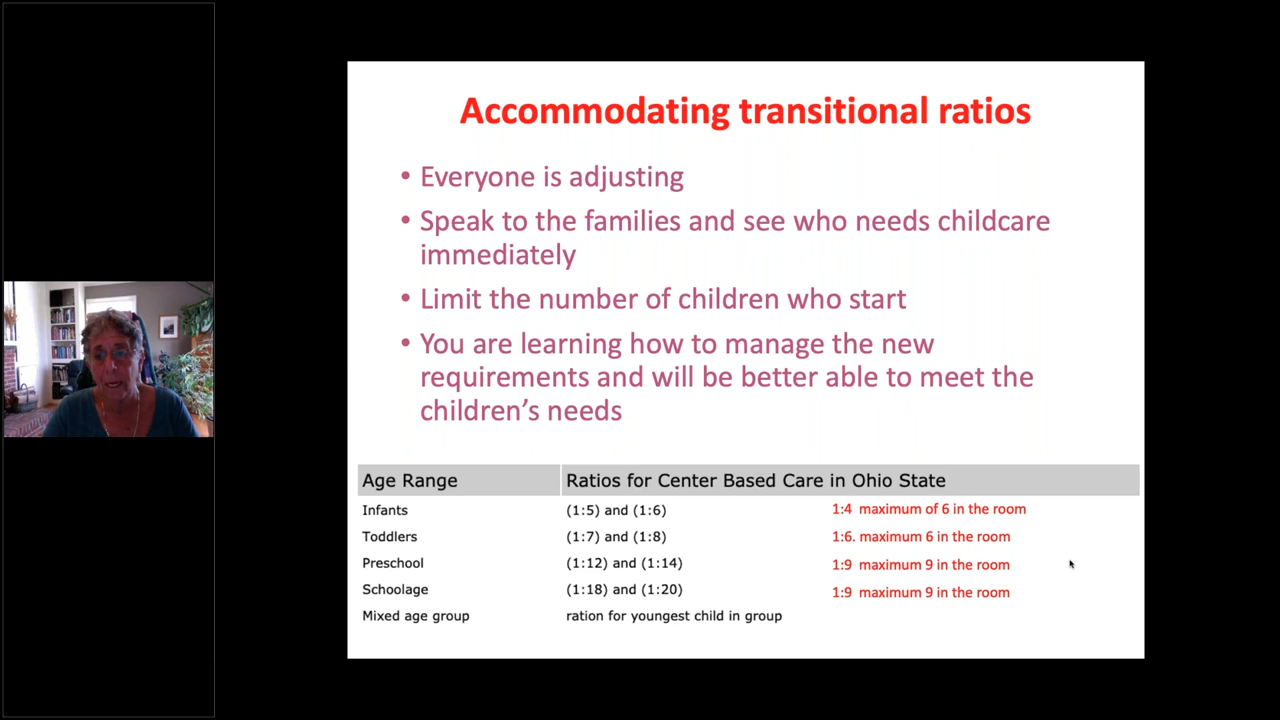 Accommodating transitional ratios
• Everyone is adjusting
• Speak to the families and see who needs childcare
immediately
• Limit the number of children who start
• You are learning how to manage the new
requirements and will be better able to meet the
children's needs
Age Range Ratios for Center Based Care in Ohio State
Infants (1:5) and (1:6) 1:4 maximum of 6 in the room
Toddlers (1:7) and (1:8) 1:6. maximum 6 in the room
Preschool (1:12) and (1:14) 1:9 maximum 9 in the room
Schoolage (1:18) and (1:20) 1:9 maximum 9 in the room
Mixed age group ration for youngest child in group